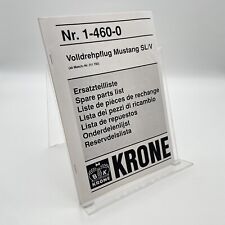 Nr. 1-460-0
Volldrehpflug Mustang SL/V
Ersatzteilliste
Spare parts list
Liste de pièces de rechange
Lista dei pezzi di ricambio
Lista de repuestos
Onderdelenlijst
Reservdelslista
KRONE
KRONE